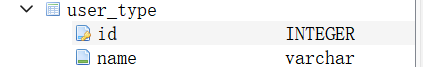 user_type
id INTEGER
name varchar